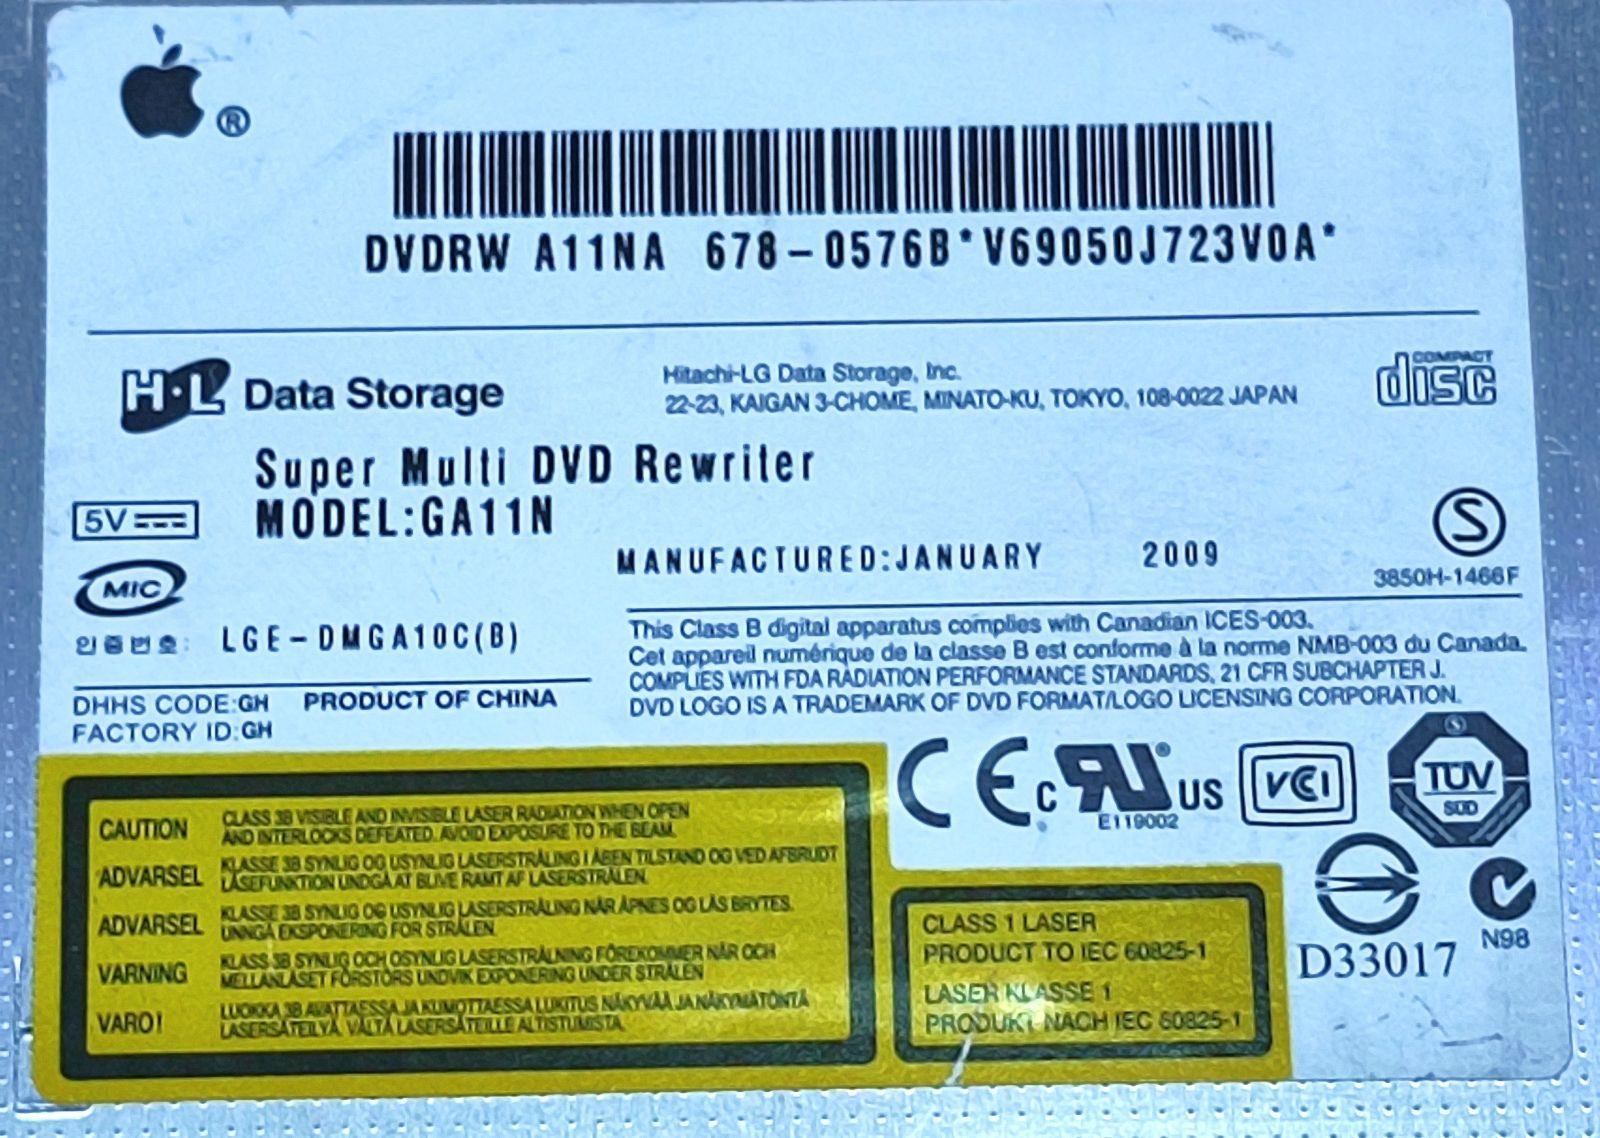 ®
DVDRW A11NA 678-0576B*V69050J723V0A*
H·L Data Storage
Hitachi-LG Data Storage, Inc.
22-23, KAIGAN 3-CHOME, MINATO-KU, TOKYO, 108-0022 JAPAN
COMPACT
disc
Super Multi DVD Rewriter
5V
MODEL:GA11N
MANUFACTURED:JANUARY 2009
S
3850H-1466F
MIC
인증번호: LGE-DMGA10C(B)
This Class B digital apparatus complies with Canadian ICES-003.
Cet appareil numérique de la classe B est conforme à la norme NMB-003 du Canada.
COMPLIES WITH FDA RADIATION PERFORMANCE STANDARDS, 21 CFR SUBCHAPTER J.
DVD LOGO IS A TRADEMARK OF DVD FORMAT/LOGO LICENSING CORPORATION.
DHHS CODE:GH PRODUCT OF CHINA
FACTORY ID:GH
CE
c RU® US
E119002
VCI
TÜV
SÜD
D33017
N98
CAUTION CLASS 3B VISIBLE AND INVISIBLE LASER RADIATION WHEN OPEN
AND INTERLOCKS DEFEATED. AVOID EXPOSURE TO THE BEAM.
ADVARSEL KLASSE 3B SYNLIG OG USYNLIG LASERSTRÅLING I ÅBEN TILSTAND OG VED AFBRUDT
LÅSEFUNKTION UNDGÅ AT BLIVE RAMT AF LASERSTRÅLEN.
ADVARSEL KLASSE 3B SYNLIG OG USYNLIG LASERSTRÅLING NÅR ÅPNES OG LÅS BRYTES.
UNNGÅ EKSPONERING FOR STRÅLEN.
VARNING KLASS 3B SYNLIG OCH OSYNLIG LASERSTRÅLNING FÖREKOMMER NÄR OCH
MELLANLÅSET FÖRSTÖRS UNDVIK EXPONERING UNDER STRÅLEN
VARO! LUOKKA 3B AVATTAESSA JA KUMOTTAESSA LUKITUS NÄKYVÄÄ JA NÄKYMÄTÖNTÄ
LASERSÄTEILYÄ. VÄLTÄ LASERSÄTEILLE ALTISTUMISTA.
CLASS 1 LASER
PRODUCT TO IEC 60825-1
LASER KLASSE 1
PRODUKT NACH IEC 60825-1